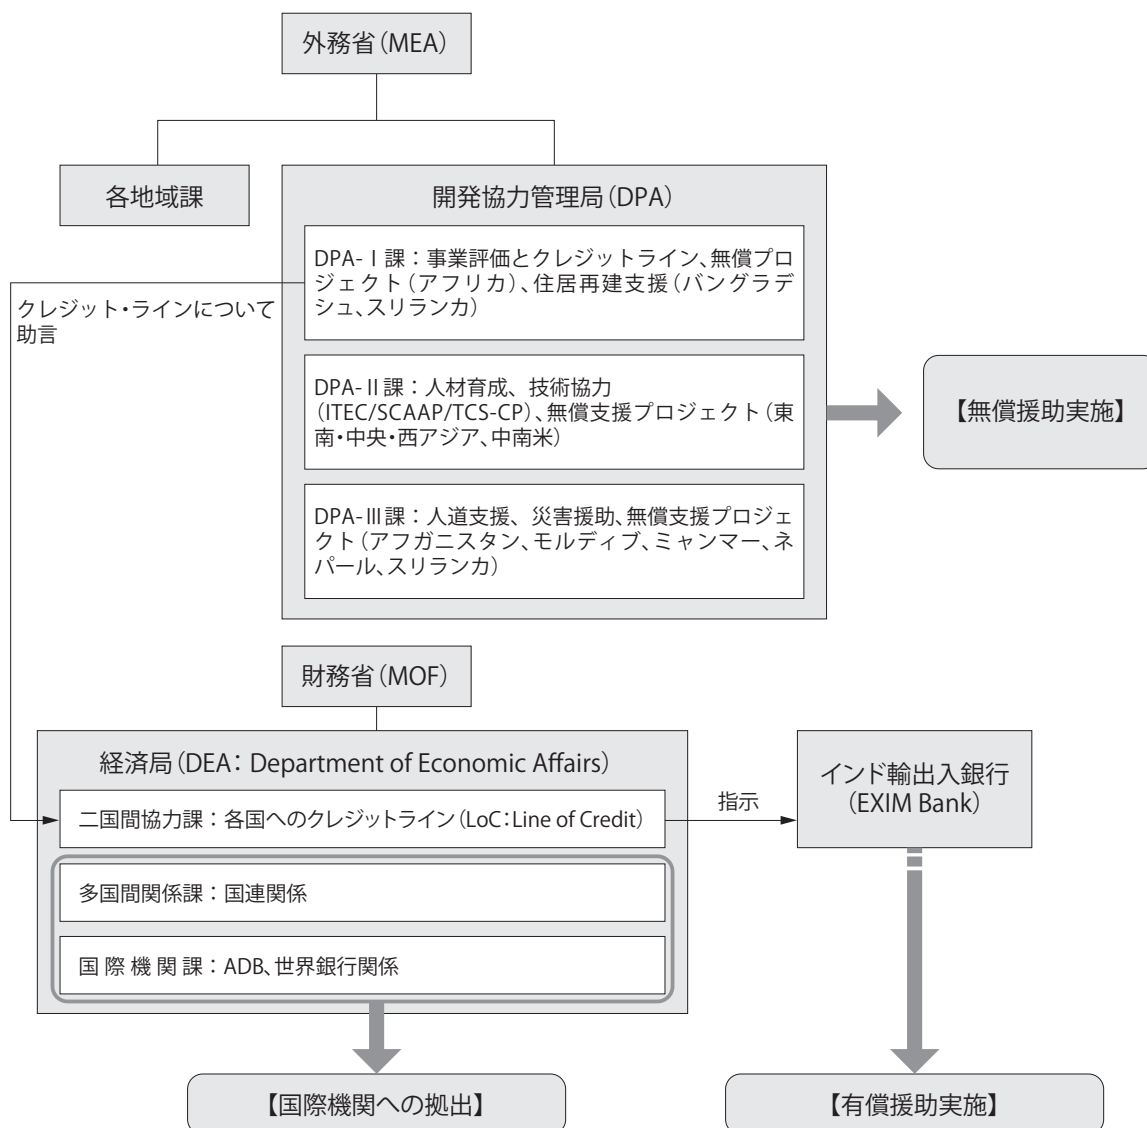 外務省（MEA）
各地域課
開発協力管理局（DPA）
DPA-Ⅰ課：事業評価とクレジットライン、無償プロ
ジェクト（アフリカ）、住居再建支援（バングラデ
シュ、スリランカ）
クレジット・ラインについて
助言
DPA-Ⅱ課：人材育成、技術協力
（ITEC/SCAAP/TCS-CP）、無償支援プロジェクト（東
南・中央・西アジア、中南米）
【無償援助実施】
DPA-Ⅲ課：人道支援、災害援助、無償支援プロジェ
クト（アフガニスタン、モルディブ、ミャンマー、ネ
パール、スリランカ）
財務省（MOF）
経済局（DEA：Department of Economic Affairs）
二国間協力課：各国へのクレジットライン（LoC：Line of Credit）
指示
インド輸出入銀行
（EXIM Bank）
多国間関係課：国連関係
国際機関課：ADB、世界銀行関係
【国際機関への拠出】
【有償援助実施】